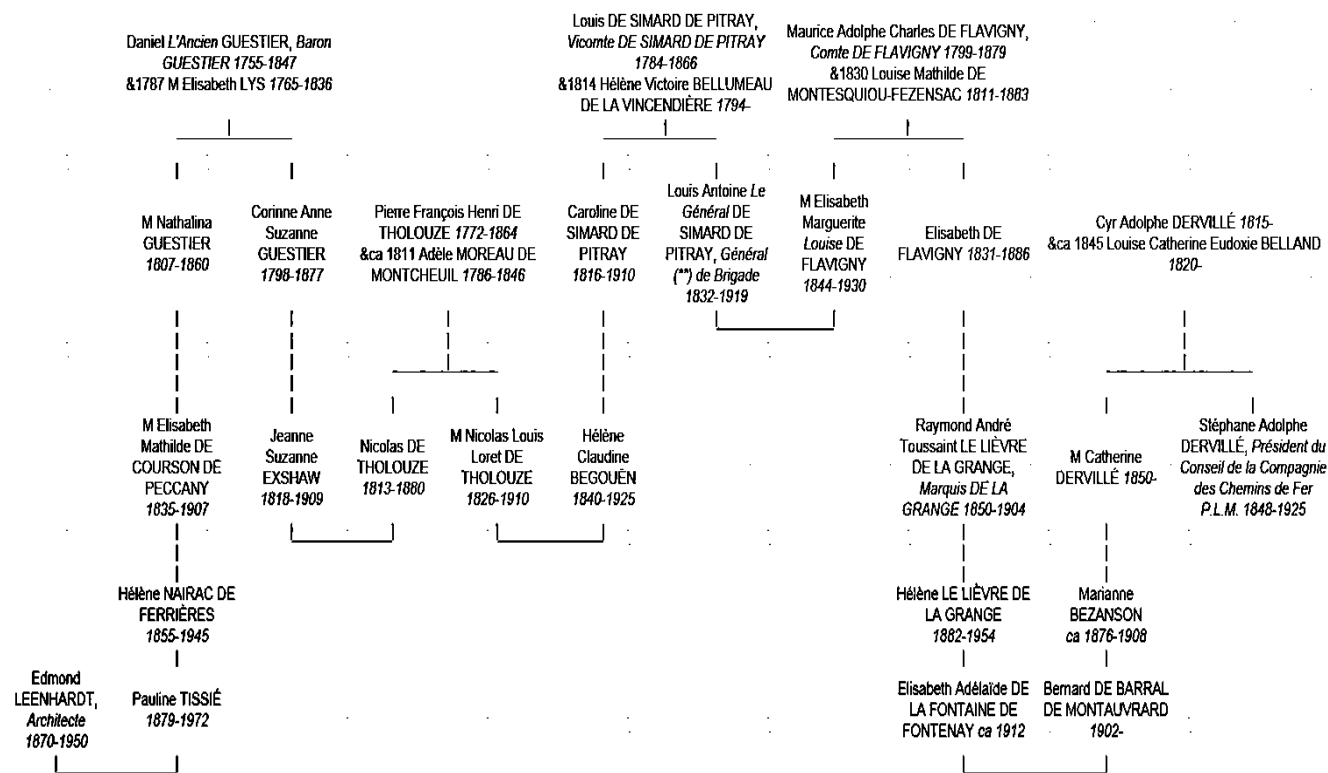 Daniel L'Ancien GUESTIER, Baron
GUESTIER 1755-1847
&1787 M Elisabeth LYS 1765-1836
Louis DE SIMARD DE PITRAY,
Vicomte DE SIMARD DE PITRAY
1784-1866
&1814 Hélène Victoire BELLUMEAU
DE LA VINCENDIÈRE 1794-
Maurice Adolphe Charles DE FLAVIGNY,
Comte DE FLAVIGNY 1799-1879
&1830 Louise Mathilde DE
MONTESQUIOU-FEZENSAC 1811-1883
M Nathalina
GUESTIER
1807-1860
Corinne Anne
Suzanne
GUESTIER
1798-1877
Pierre François Henri DE
THOLOUZE 1772-1864
&ca 1811 Adèle MOREAU DE
MONTCHEUIL 1786-1846
Caroline DE
SIMARD DE
PITRAY
1816-1910
Louis Antoine Le
Général DE
SIMARD DE
PITRAY, Général
(**) de Brigade
1832-1919
M Elisabeth
Marguerite
Louise DE
FLAVIGNY
1844-1930
Elisabeth DE
FLAVIGNY 1831-1886
Cyr Adolphe DERVILLÉ 1815-
&ca 1845 Louise Catherine Eudoxie BELLAND
1820-
M Elisabeth
Mathilde DE
COURSON DE
PECCANY
1835-1907
Jeanne
Suzanne
EXSHAW
1818-1909
Nicolas DE
THOLOUZE
1813-1880
M Nicolas Louis
Loret DE
THOLOUZE
1826-1910
Hélène
Claudine
BEGOUËN
1840-1925
Raymond André
Toussaint LE LIÈVRE
DE LA GRANGE,
Marquis DE LA
GRANGE 1850-1904
M Catherine
DERVILLÉ 1850-
Stéphane Adolphe
DERVILLÉ, Président du
Conseil de la Compagnie
des Chemins de Fer
P.L.M. 1848-1925
Hélène NAIRAC DE
FERRIÈRES
1855-1945
Hélène LE LIÈVRE DE
LA GRANGE
1882-1954
Marianne
BEZANSON
ca 1876-1908
Edmond
LEENHARDT,
Architecte
1870-1950
Pauline TISSIÉ
1879-1972
Elisabeth Adélaïde DE
LA FONTAINE DE
FONTENAY ca 1912
Bernard DE BARRAL
DE MONTAUVRARD
1902-